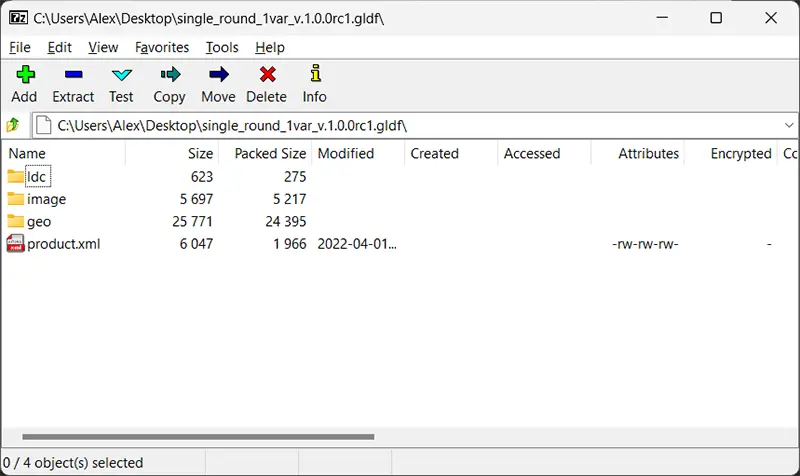 7z C:\Users\Alex\Desktop\single_round_1var_v.1.0.0rc1.gldf\
File Edit View Favorites Tools Help
Add Extract Test Copy Move Delete Info
C:\Users\Alex\Desktop\single_round_1var_v.1.0.0rc1.gldf\
Name Size Packed Size Modified Created Accessed Attributes Encrypted Cc
ldc 623 275
image 5 697 5 217
geo 25 771 24 395
product.xml 6 047 1 966 2022-04-01... -rw-rw-rw- -
0 / 4 object(s) selected